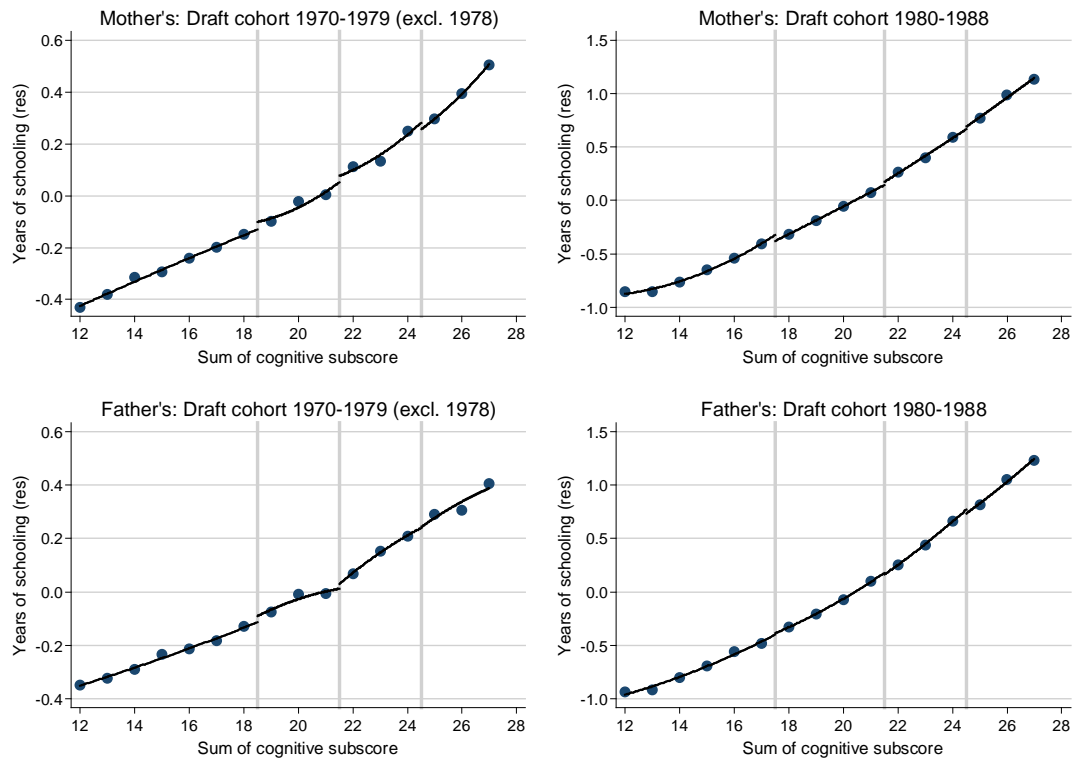 Mother's: Draft cohort 1970-1979 (excl. 1978)
0.6
0.4
0.2
0.0
-0.2
-0.4
Years of schooling (res)
12 14 16 18 20 22 24 26 28
Sum of cognitive subscore
Mother's: Draft cohort 1980-1988
1.5
1.0
0.5
0.0
-0.5
-1.0
Years of schooling (res)
12 14 16 18 20 22 24 26 28
Sum of cognitive subscore
Father's: Draft cohort 1970-1979 (excl. 1978)
0.6
0.4
0.2
0.0
-0.2
-0.4
Years of schooling (res)
12 14 16 18 20 22 24 26 28
Sum of cognitive subscore
Father's: Draft cohort 1980-1988
1.5
1.0
0.5
0.0
-0.5
-1.0
Years of schooling (res)
12 14 16 18 20 22 24 26 28
Sum of cognitive subscore